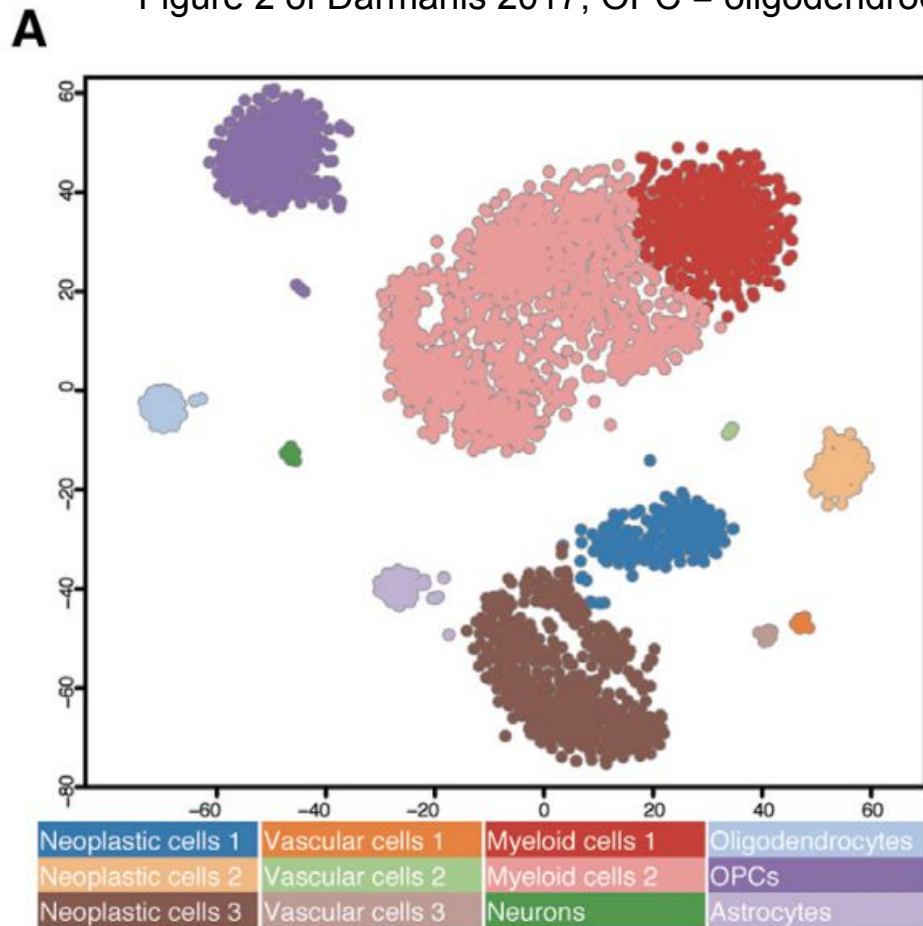 Figure 2 of Darmanis 2017, OPC = oligodendroc
A
60
40
20
0
−20
−40
−60
−80
−60 −40 −20 0 20 40 60
Neoplastic cells 1 Vascular cells 1 Myeloid cells 1 Oligodendrocytes
Neoplastic cells 2 Vascular cells 2 Myeloid cells 2 OPCs
Neoplastic cells 3 Vascular cells 3 Neurons Astrocytes